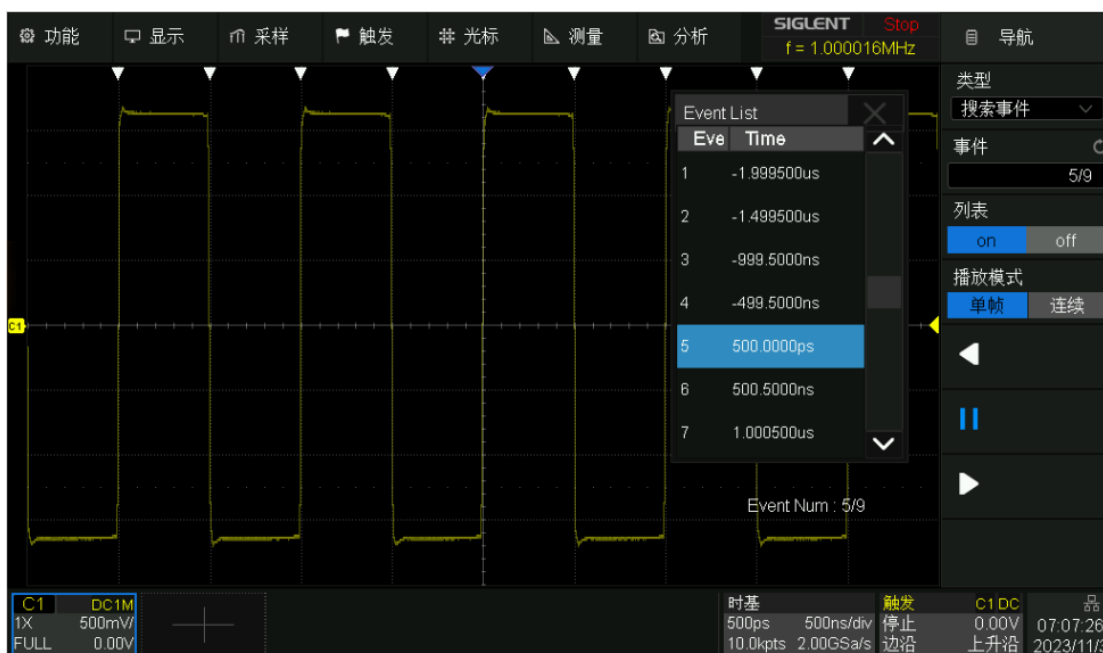 功能 显示 采样 触发 光标 测量 分析 SIGLENT Stop
f = 1.000016MHz
导航
类型
搜索事件
事件
5/9
列表
on off
播放模式
单帧 连续
Event List
Eve Time
1 -1.999500us
2 -1.499500us
3 -999.5000ns
4 -499.5000ns
5 500.0000ps
6 500.5000ns
7 1.000500us
Event Num : 5/9
C1
C1 DC1M
1X 500mV/
FULL 0.00V
时基
500ps 500ns/div
10.0kpts 2.00GSa/s
触发 C1 DC
停止 0.00V
边沿 上升沿
07:07:26
2023/11/3